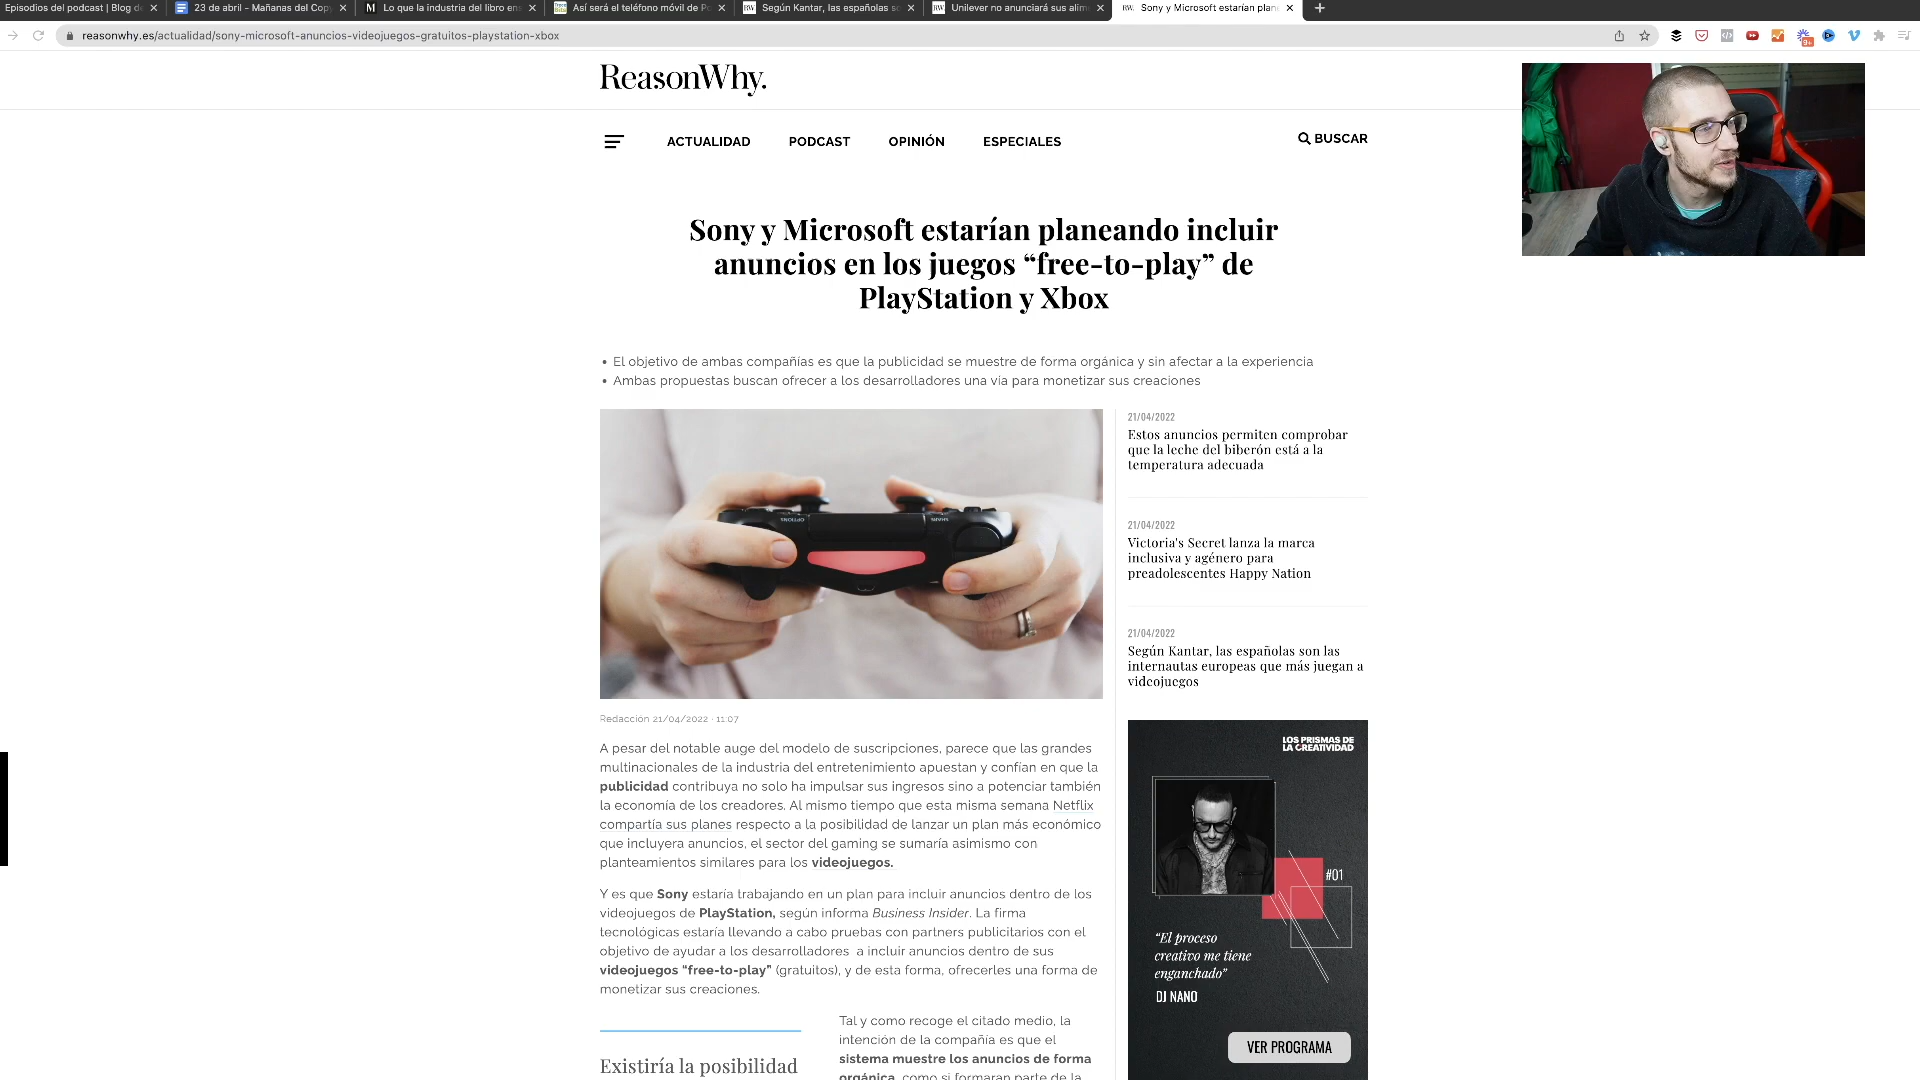 Episodios del podcast | Blog de
23 de abril - Mañanas del Copy
Lo que la industria del libro ens
Así será el teléfono móvil de Po
Según Kantar, las españolas so
Unilever no anunciará sus alim
Sony y Microsoft estarían plan
reasonwhy.es/actualidad/sony-microsoft-anuncios-videojuegos-gratuitos-playstation-xbox
9+
ReasonWhy.
ACTUALIDAD PODCAST OPINIÓN ESPECIALES BUSCAR
Sony y Microsoft estarían planeando incluir
anuncios en los juegos “free-to-play” de
PlayStation y Xbox
• El objetivo de ambas compañías es que la publicidad se muestre de forma orgánica y sin afectar a la experiencia
• Ambas propuestas buscan ofrecer a los desarrolladores una vía para monetizar sus creaciones
OPTIONS
SHARE
Redacción 21/04/2022 · 11:07
A pesar del notable auge del modelo de suscripciones, parece que las grandes
multinacionales de la industria del entretenimiento apuestan y confían en que la
publicidad contribuya no solo ha impulsar sus ingresos sino a potenciar también
la economía de los creadores. Al mismo tiempo que esta misma semana Netflix
compartía sus planes respecto a la posibilidad de lanzar un plan más económico
que incluyera anuncios, el sector del gaming se sumaría asimismo con
planteamientos similares para los videojuegos.
Y es que Sony estaría trabajando en un plan para incluir anuncios dentro de los
videojuegos de PlayStation, según informa Business Insider. La firma
tecnológicas estaría llevando a cabo pruebas con partners publicitarios con el
objetivo de ayudar a los desarrolladores a incluir anuncios dentro de sus
videojuegos “free-to-play” (gratuitos), y de esta forma, ofrecerles una forma de
monetizar sus creaciones.
Existiría la posibilidad
Tal y como recoge el citado medio, la
intención de la compañía es que el
sistema muestre los anuncios de forma
orgánica, como si formaran parte de la
21/04/2022
Estos anuncios permiten comprobar
que la leche del biberón está a la
temperatura adecuada
21/04/2022
Victoria's Secret lanza la marca
inclusiva y agénero para
preadolescentes Happy Nation
21/04/2022
Según Kantar, las españolas son las
internautas europeas que más juegan a
videojuegos
LOS PRISMAS DE
LA CREATIVIDAD
#01
“El proceso
creativo me tiene
enganchado”
DJ NANO
VER PROGRAMA